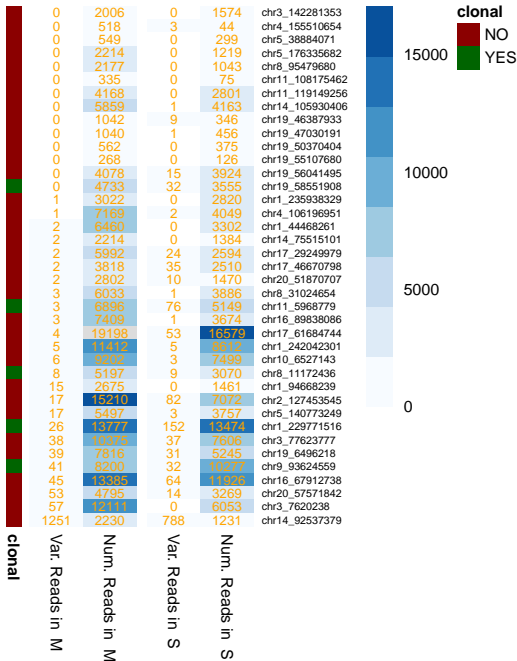 clonal
NO
YES
0 2006 0 1574 chr3_142281353
0 518 3 44 chr4_155510654
0 549 0 299 chr5_38884071
0 2214 0 1219 chr5_176335682
0 2177 0 1043 chr8_95479680
0 335 0 75 chr11_108175462
0 4168 0 2801 chr11_119149256
0 5859 1 4163 chr14_105930406
0 1042 9 346 chr19_46387933
0 1040 1 456 chr19_47030191
0 562 0 375 chr19_50370404
0 268 0 126 chr19_55107680
0 4078 15 3924 chr19_56041495
0 4733 32 3555 chr19_58551908
1 3022 0 2820 chr1_235938329
1 7169 2 4049 chr4_106196951
2 6460 0 3302 chr1_44468261
2 2214 0 1384 chr14_75515101
2 5992 24 2594 chr17_29249979
2 3818 35 2510 chr17_46670798
2 2802 10 1470 chr20_51870707
3 6033 1 3886 chr8_31024654
3 6896 76 5149 chr11_5968779
3 7409 1 3674 chr16_89838086
4 19198 53 16579 chr17_61684744
5 11412 5 chr1_242042301
6 3 7499 chr10_6527143
8 5197 9 3070 chr8_11172436
15 2675 0 1461 chr1_94668239
17 15210 82 7072 chr2_127453545
17 5497 3 3757 chr5_140773249
26 13777 152 13474 chr1_229771516
38 10275 37 7606 chr3_77623777
39 7816 31 5245 chr19_6496218
41 8200 32 10277 chr9_93624559
45 13385 64 11926 chr16_67912738
53 4795 14 3269 chr20_57571842
57 12111 0 6053 chr3_7620238
1251 2230 788 1231 chr14_92537379
15000
10000
5000
0
clonal
Var. Reads in M
Num. Reads in M
Var. Reads in S
Num. Reads in S